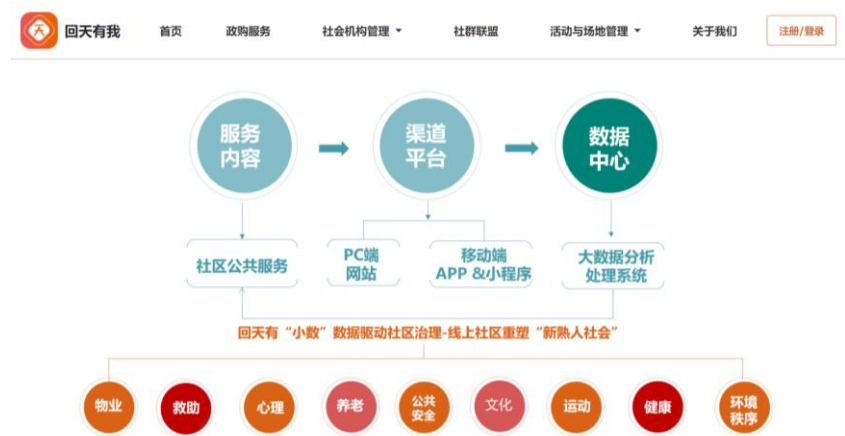 回天有我 首页 政购服务 社会机构管理 社群联盟 活动与场地管理 关于我们 注册/登录
服务
内容
渠道
平台
数据
中心
社区公共服务
PC端
网站
移动端
APP &小程序
大数据分析
处理系统
回天有“小数”数据驱动社区治理-线上社区重塑“新熟人社会”
物业
救助
心理
养老
公共
安全
文化
运动
健康
环境
秩序